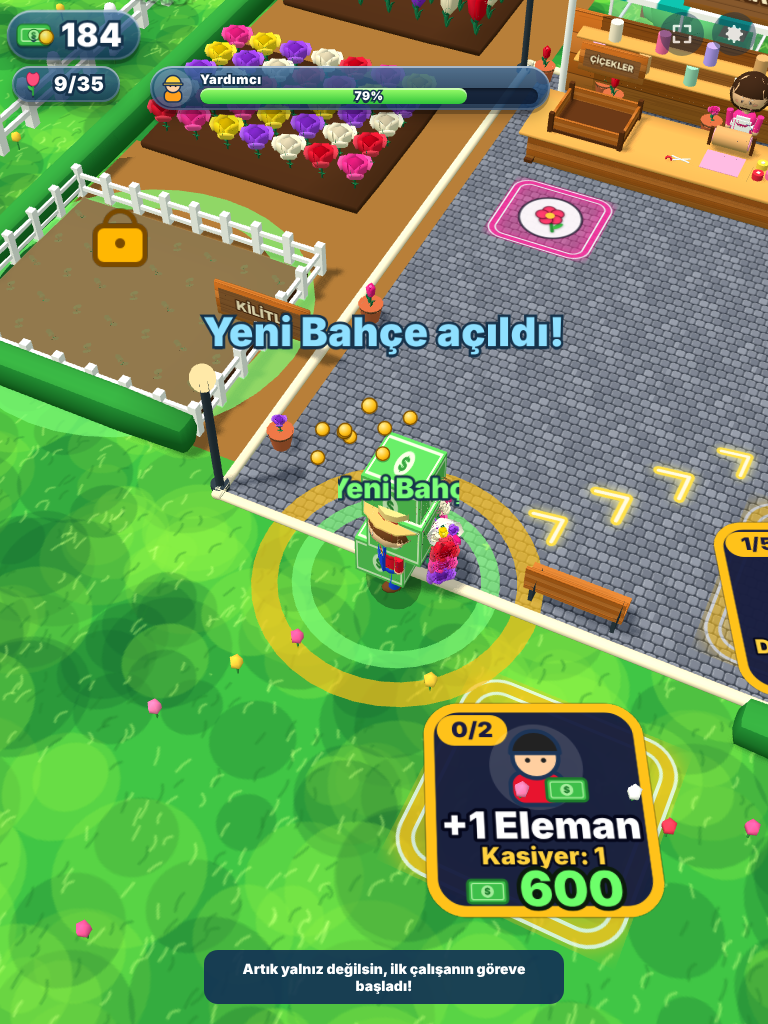 184
9/35
Yardımcı
79%
ÇİÇEKLER
KİLİTL
Yeni Bahçe açıldı!
Yeni Bahç
1/5
D
0/2
+1 Eleman
Kasiyer: 1
600
Artık yalnız değilsin, ilk çalışanın göreve
başladı!